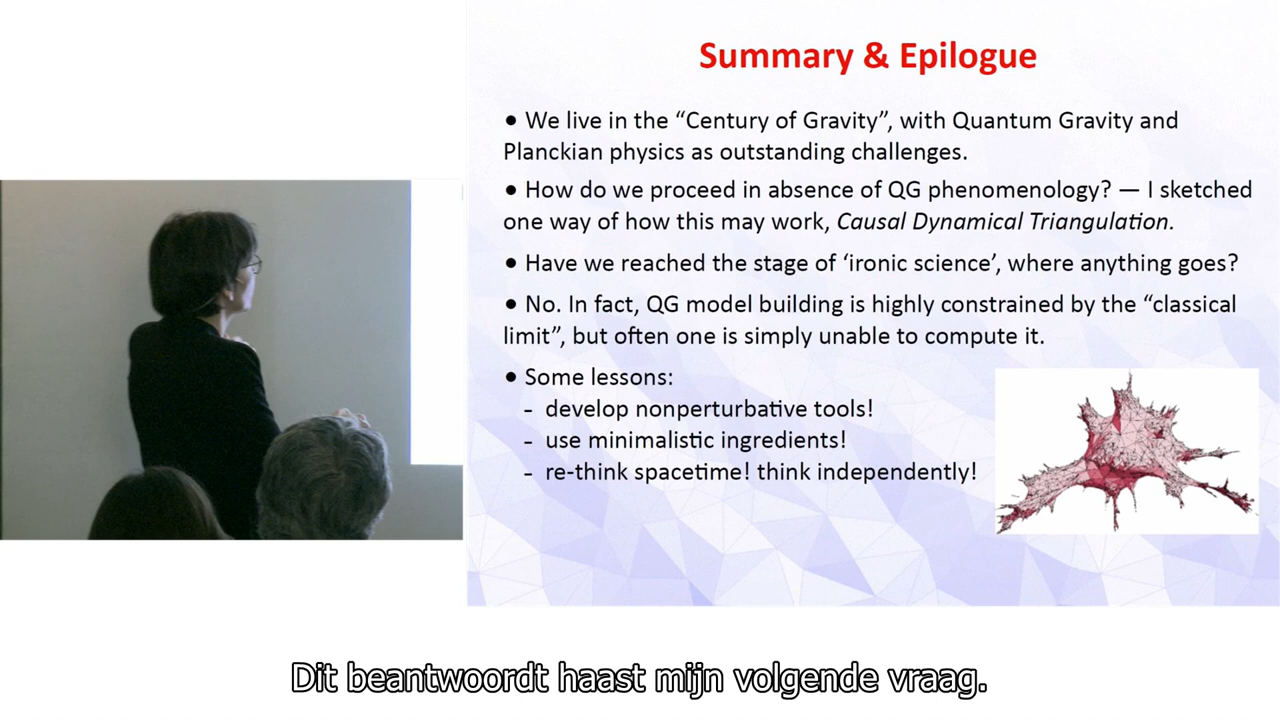 Summary & Epilogue
● We live in the “Century of Gravity”, with Quantum Gravity and
Planckian physics as outstanding challenges.
● How do we proceed in absence of QG phenomenology? — I sketched
one way of how this may work, Causal Dynamical Triangulation.
● Have we reached the stage of ‘ironic science’, where anything goes?
● No. In fact, QG model building is highly constrained by the “classical
limit”, but often one is simply unable to compute it.
● Some lessons:
- develop nonperturbative tools!
- use minimalistic ingredients!
- re-think spacetime! think independently!
Dit beantwoordt haast mijn volgende vraag.